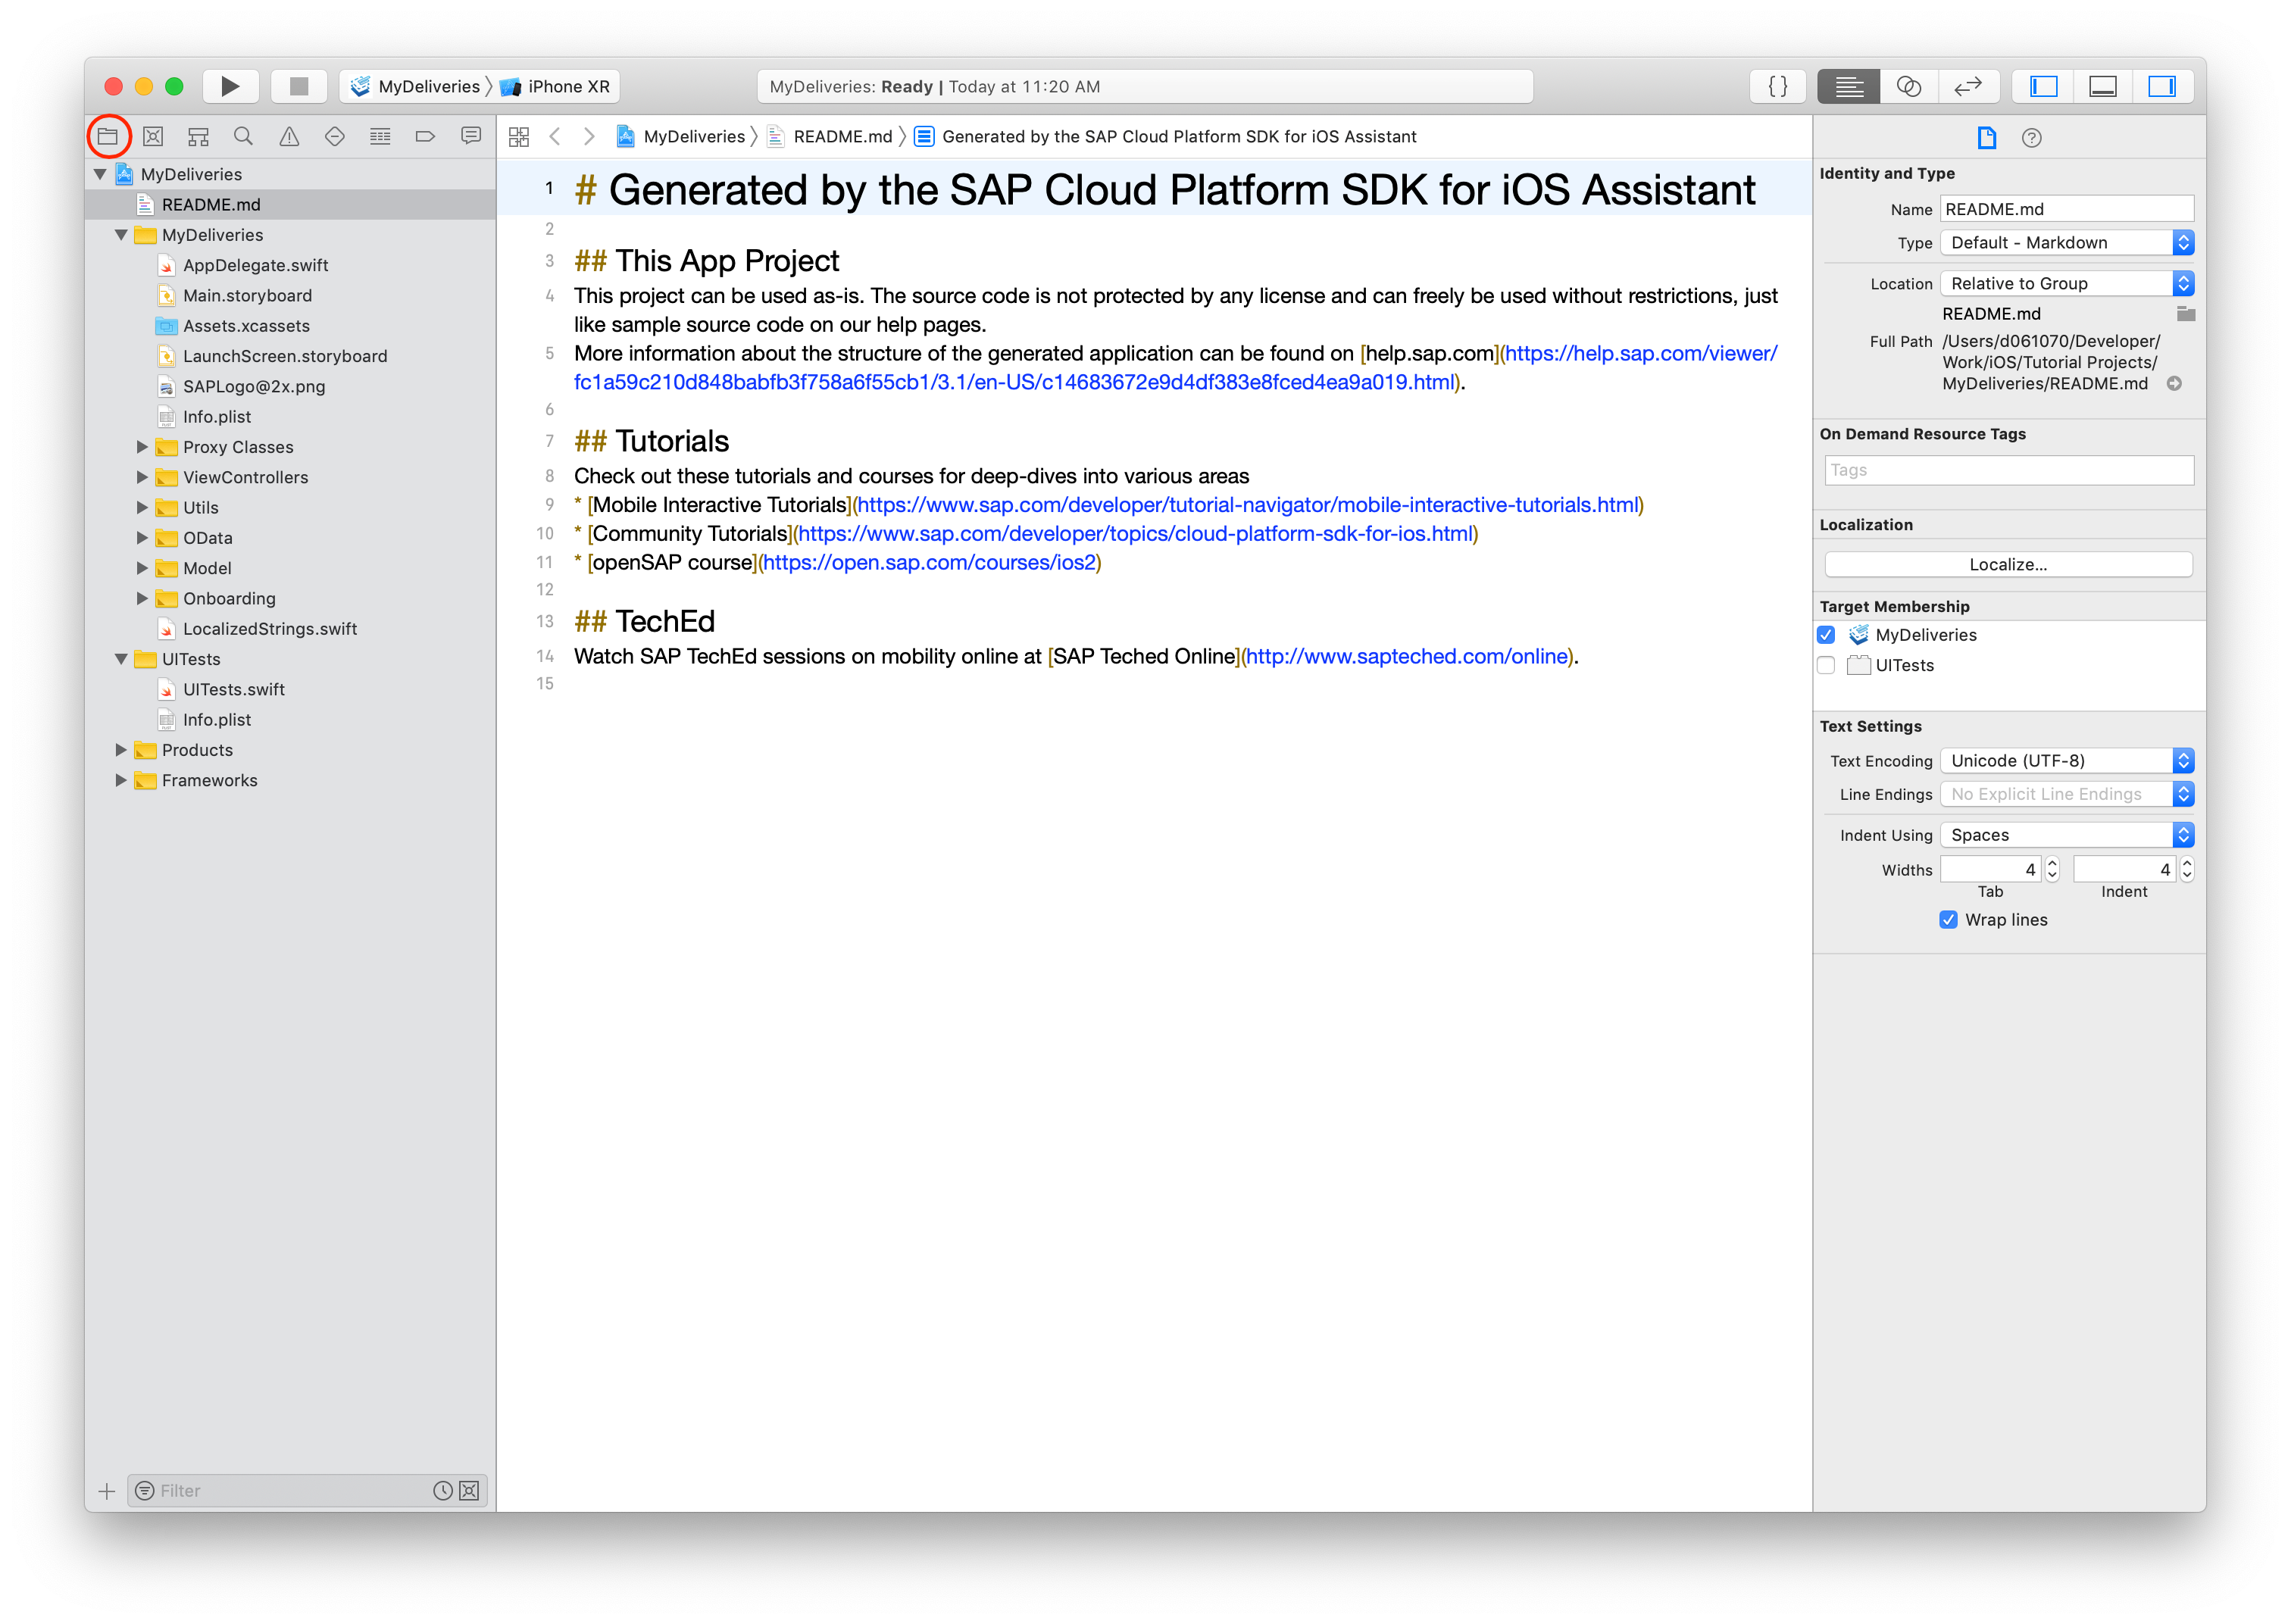 MyDeliveries 〉 iPhone XR
MyDeliveries: Ready | Today at 11:20 AM
{ }
MyDeliveries
README.md
MyDeliveries
AppDelegate.swift
Main.storyboard
Assets.xcassets
LaunchScreen.storyboard
SAPLogo@2x.png
Info.plist
Proxy Classes
ViewControllers
Utils
OData
Model
Onboarding
LocalizedStrings.swift
UITests
UITests.swift
Info.plist
Products
Frameworks
Filter
MyDeliveries 〉 README.md 〉 Generated by the SAP Cloud Platform SDK for iOS Assistant
1 # Generated by the SAP Cloud Platform SDK for iOS Assistant
2
3 ## This App Project
4 This project can be used as-is. The source code is not protected by any license and can freely be used without restrictions, just
like sample source code on our help pages.
5 More information about the structure of the generated application can be found on [help.sap.com](https://help.sap.com/viewer/
fc1a59c210d848babfb3f758a6f55cb1/3.1/en-US/c14683672e9d4df383e8fced4ea9a019.html).
6
7 ## Tutorials
8 Check out these tutorials and courses for deep-dives into various areas
9 * [Mobile Interactive Tutorials](https://www.sap.com/developer/tutorial-navigator/mobile-interactive-tutorials.html)
10 * [Community Tutorials](https://www.sap.com/developer/topics/cloud-platform-sdk-for-ios.html)
11 * [openSAP course](https://open.sap.com/courses/ios2)
12
13 ## TechEd
14 Watch SAP TechEd sessions on mobility online at [SAP Teched Online](http://www.sapteched.com/online).
15
Identity and Type
Name README.md
Type Default - Markdown
Location Relative to Group
README.md
Full Path /Users/d061070/Developer/
Work/iOS/Tutorial Projects/
MyDeliveries/README.md
On Demand Resource Tags
Tags
Localization
Localize...
Target Membership
MyDeliveries
UITests
Text Settings
Text Encoding Unicode (UTF-8)
Line Endings No Explicit Line Endings
Indent Using Spaces
Widths 4 4
Tab Indent
Wrap lines